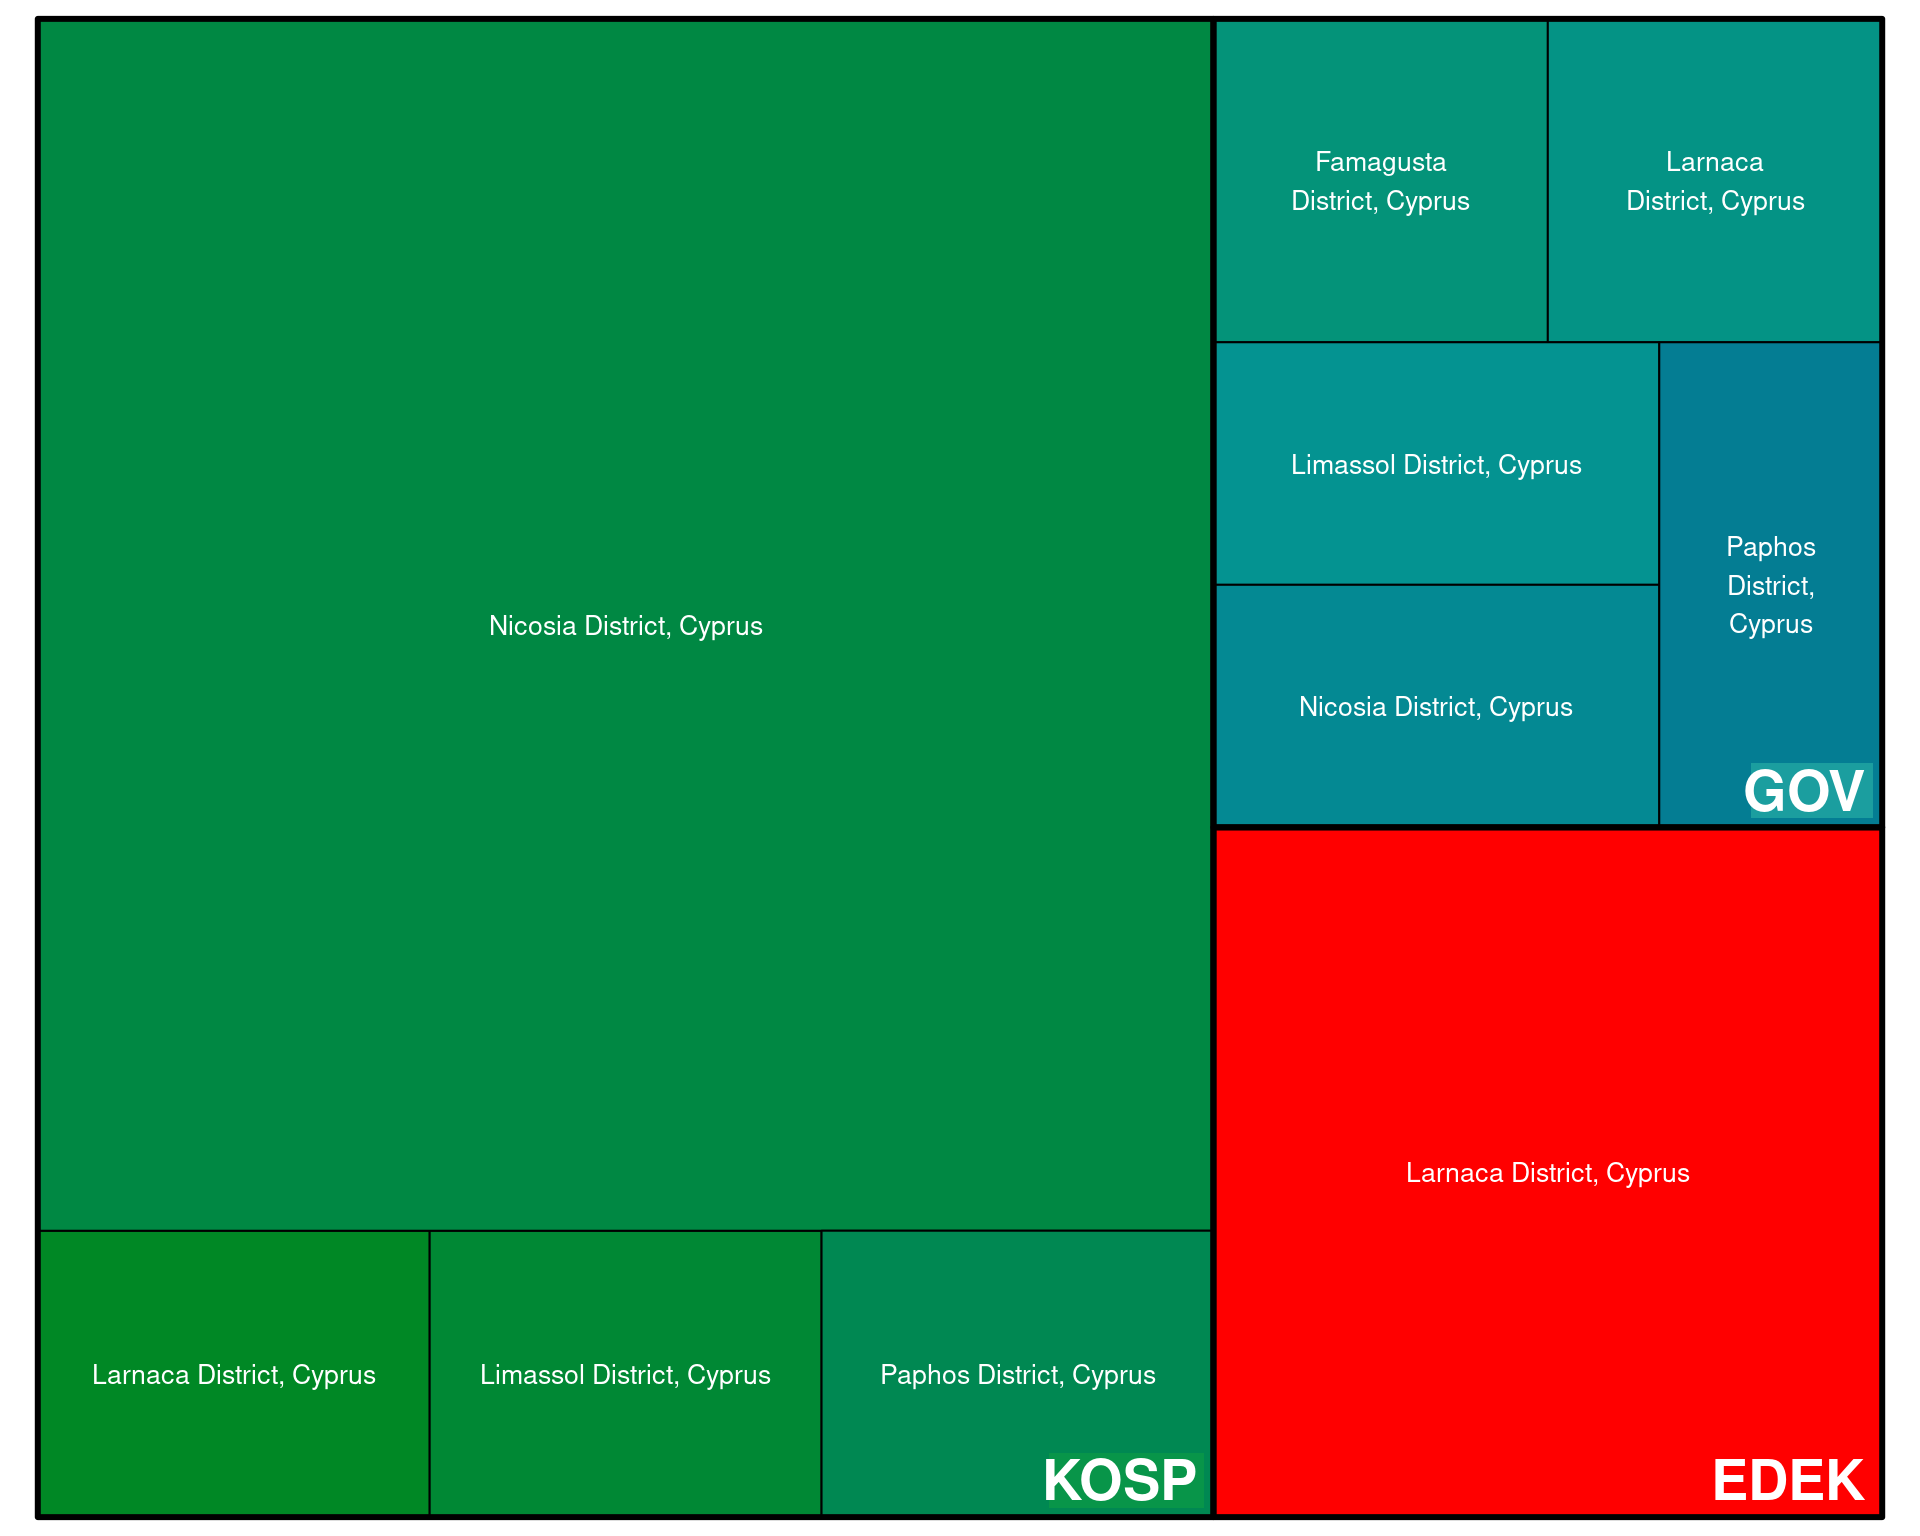 Nicosia District, Cyprus
Larnaca District, Cyprus
Limassol District, Cyprus
Paphos District, Cyprus
KOSP
Famagusta
District, Cyprus
Larnaca
District, Cyprus
Limassol District, Cyprus
Nicosia District, Cyprus
Paphos
District,
Cyprus
GOV
Larnaca District, Cyprus
EDEK